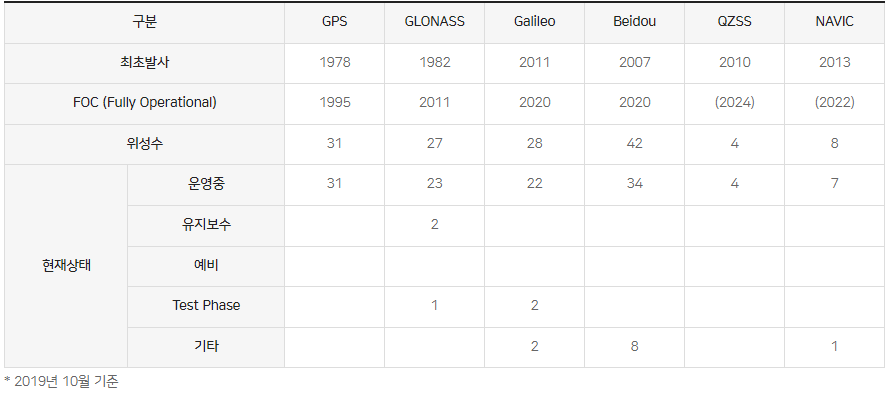 구분 GPS GLONASS Galileo Beidou QZSS NAVIC
최초발사 1978 1982 2011 2007 2010 2013
FOC (Fully Operational) 1995 2011 2020 2020 (2024) (2022)
위성수 31 27 28 42 4 8
현재상태 운영중 31 23 22 34 4 7
유지보수 2
예비
Test Phase 1 2
기타 2 8 1
* 2019년 10월 기준